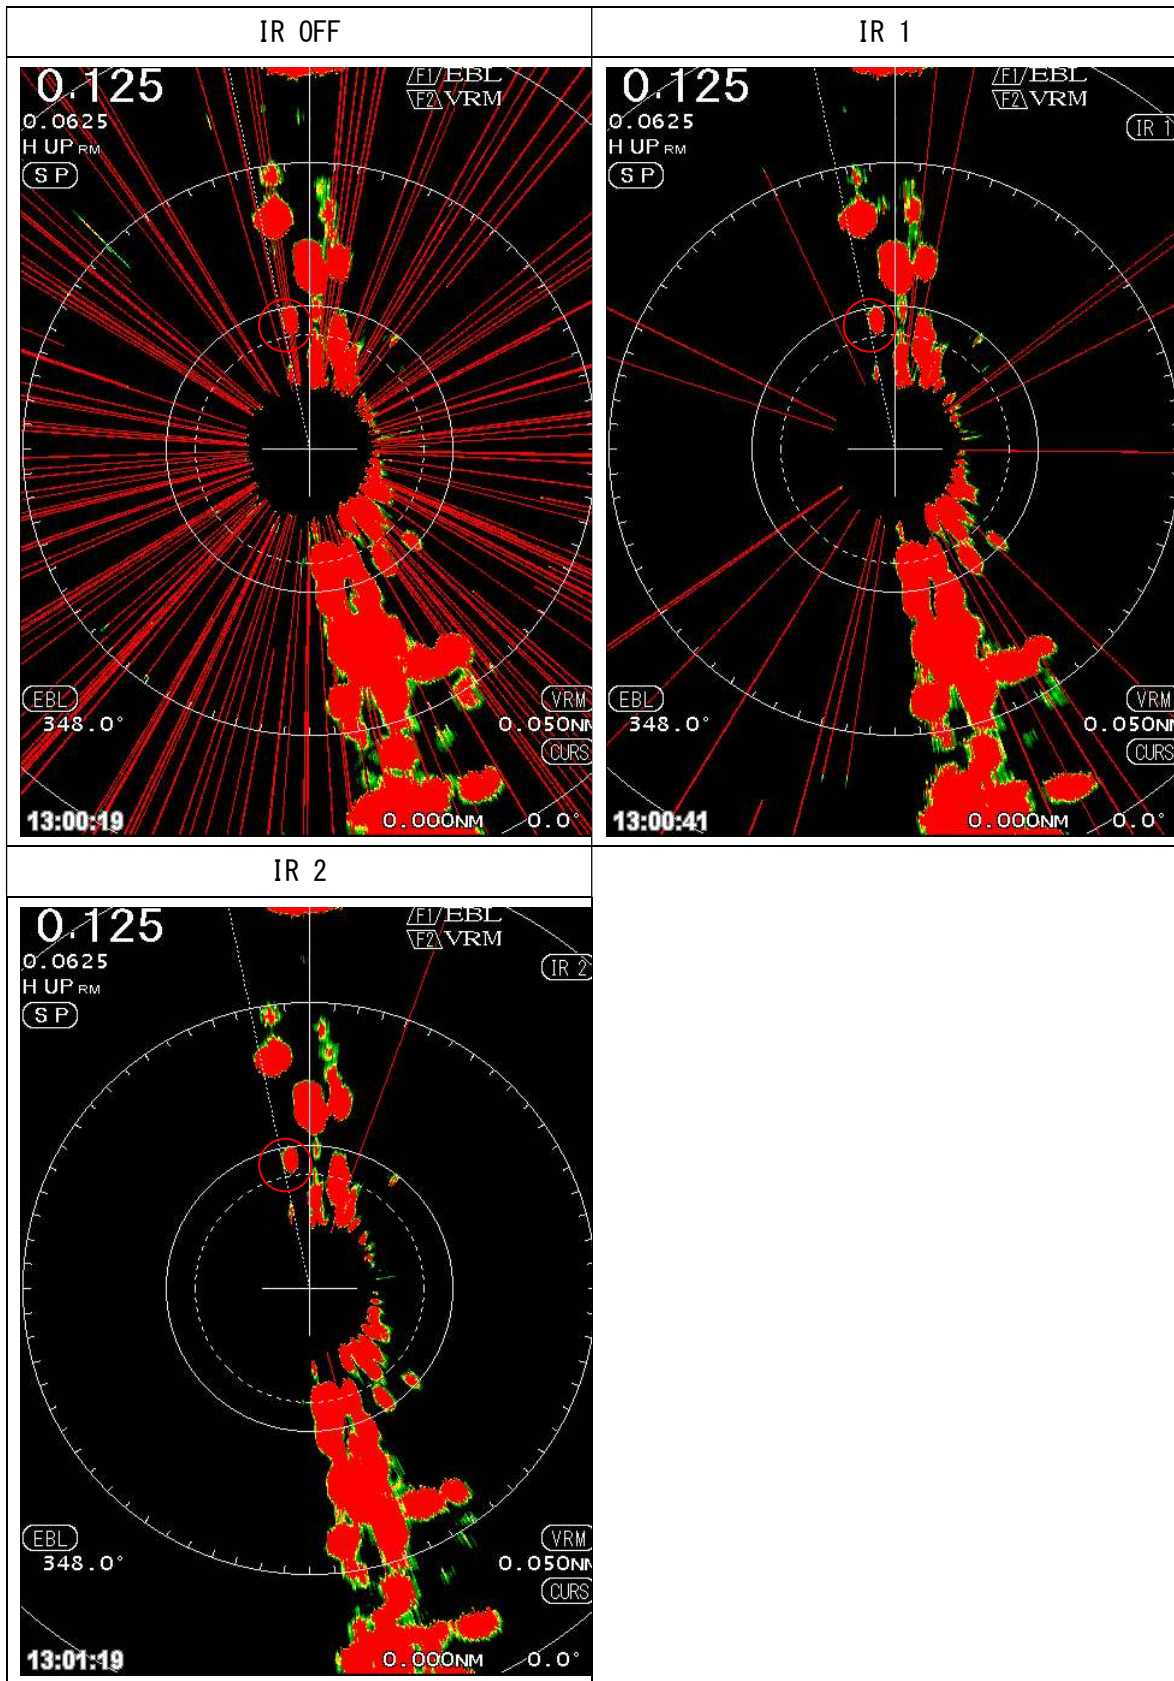 IR OFF
IR 1
0.125
F1 EBL
F2 VRM
0.0625
H UP RM
S P
EBL
348.0°
VRM
0.050NM
CURS
13:00:19
0.000NM
0.0°
0.125
F1 EBL
F2 VRM
0.0625
IR 1
H UP RM
S P
EBL
348.0°
VRM
0.050NM
CURS
13:00:41
0.000NM
0.0°
IR 2
0.125
F1 EBL
F2 VRM
0.0625
IR 2
H UP RM
S P
EBL
348.0°
VRM
0.050NM
CURS
13:01:19
0.000NM
0.0°